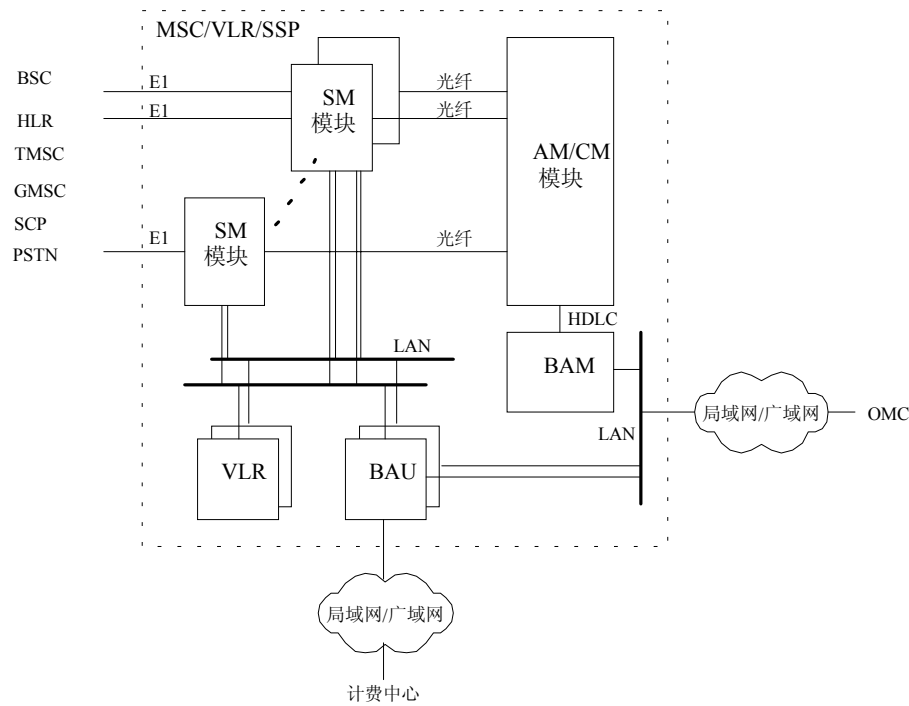 MSC/VLR/SSP
BSC
E1
光纤
SM
模块
HLR
E1
光纤
AM/CM
模块
TMSC
GMSC
SCP
SM
模块
PSTN
E1
光纤
HDLC
LAN
BAM
局域网/广域网
OMC
LAN
VLR
BAU
局域网/广域网
计费中心